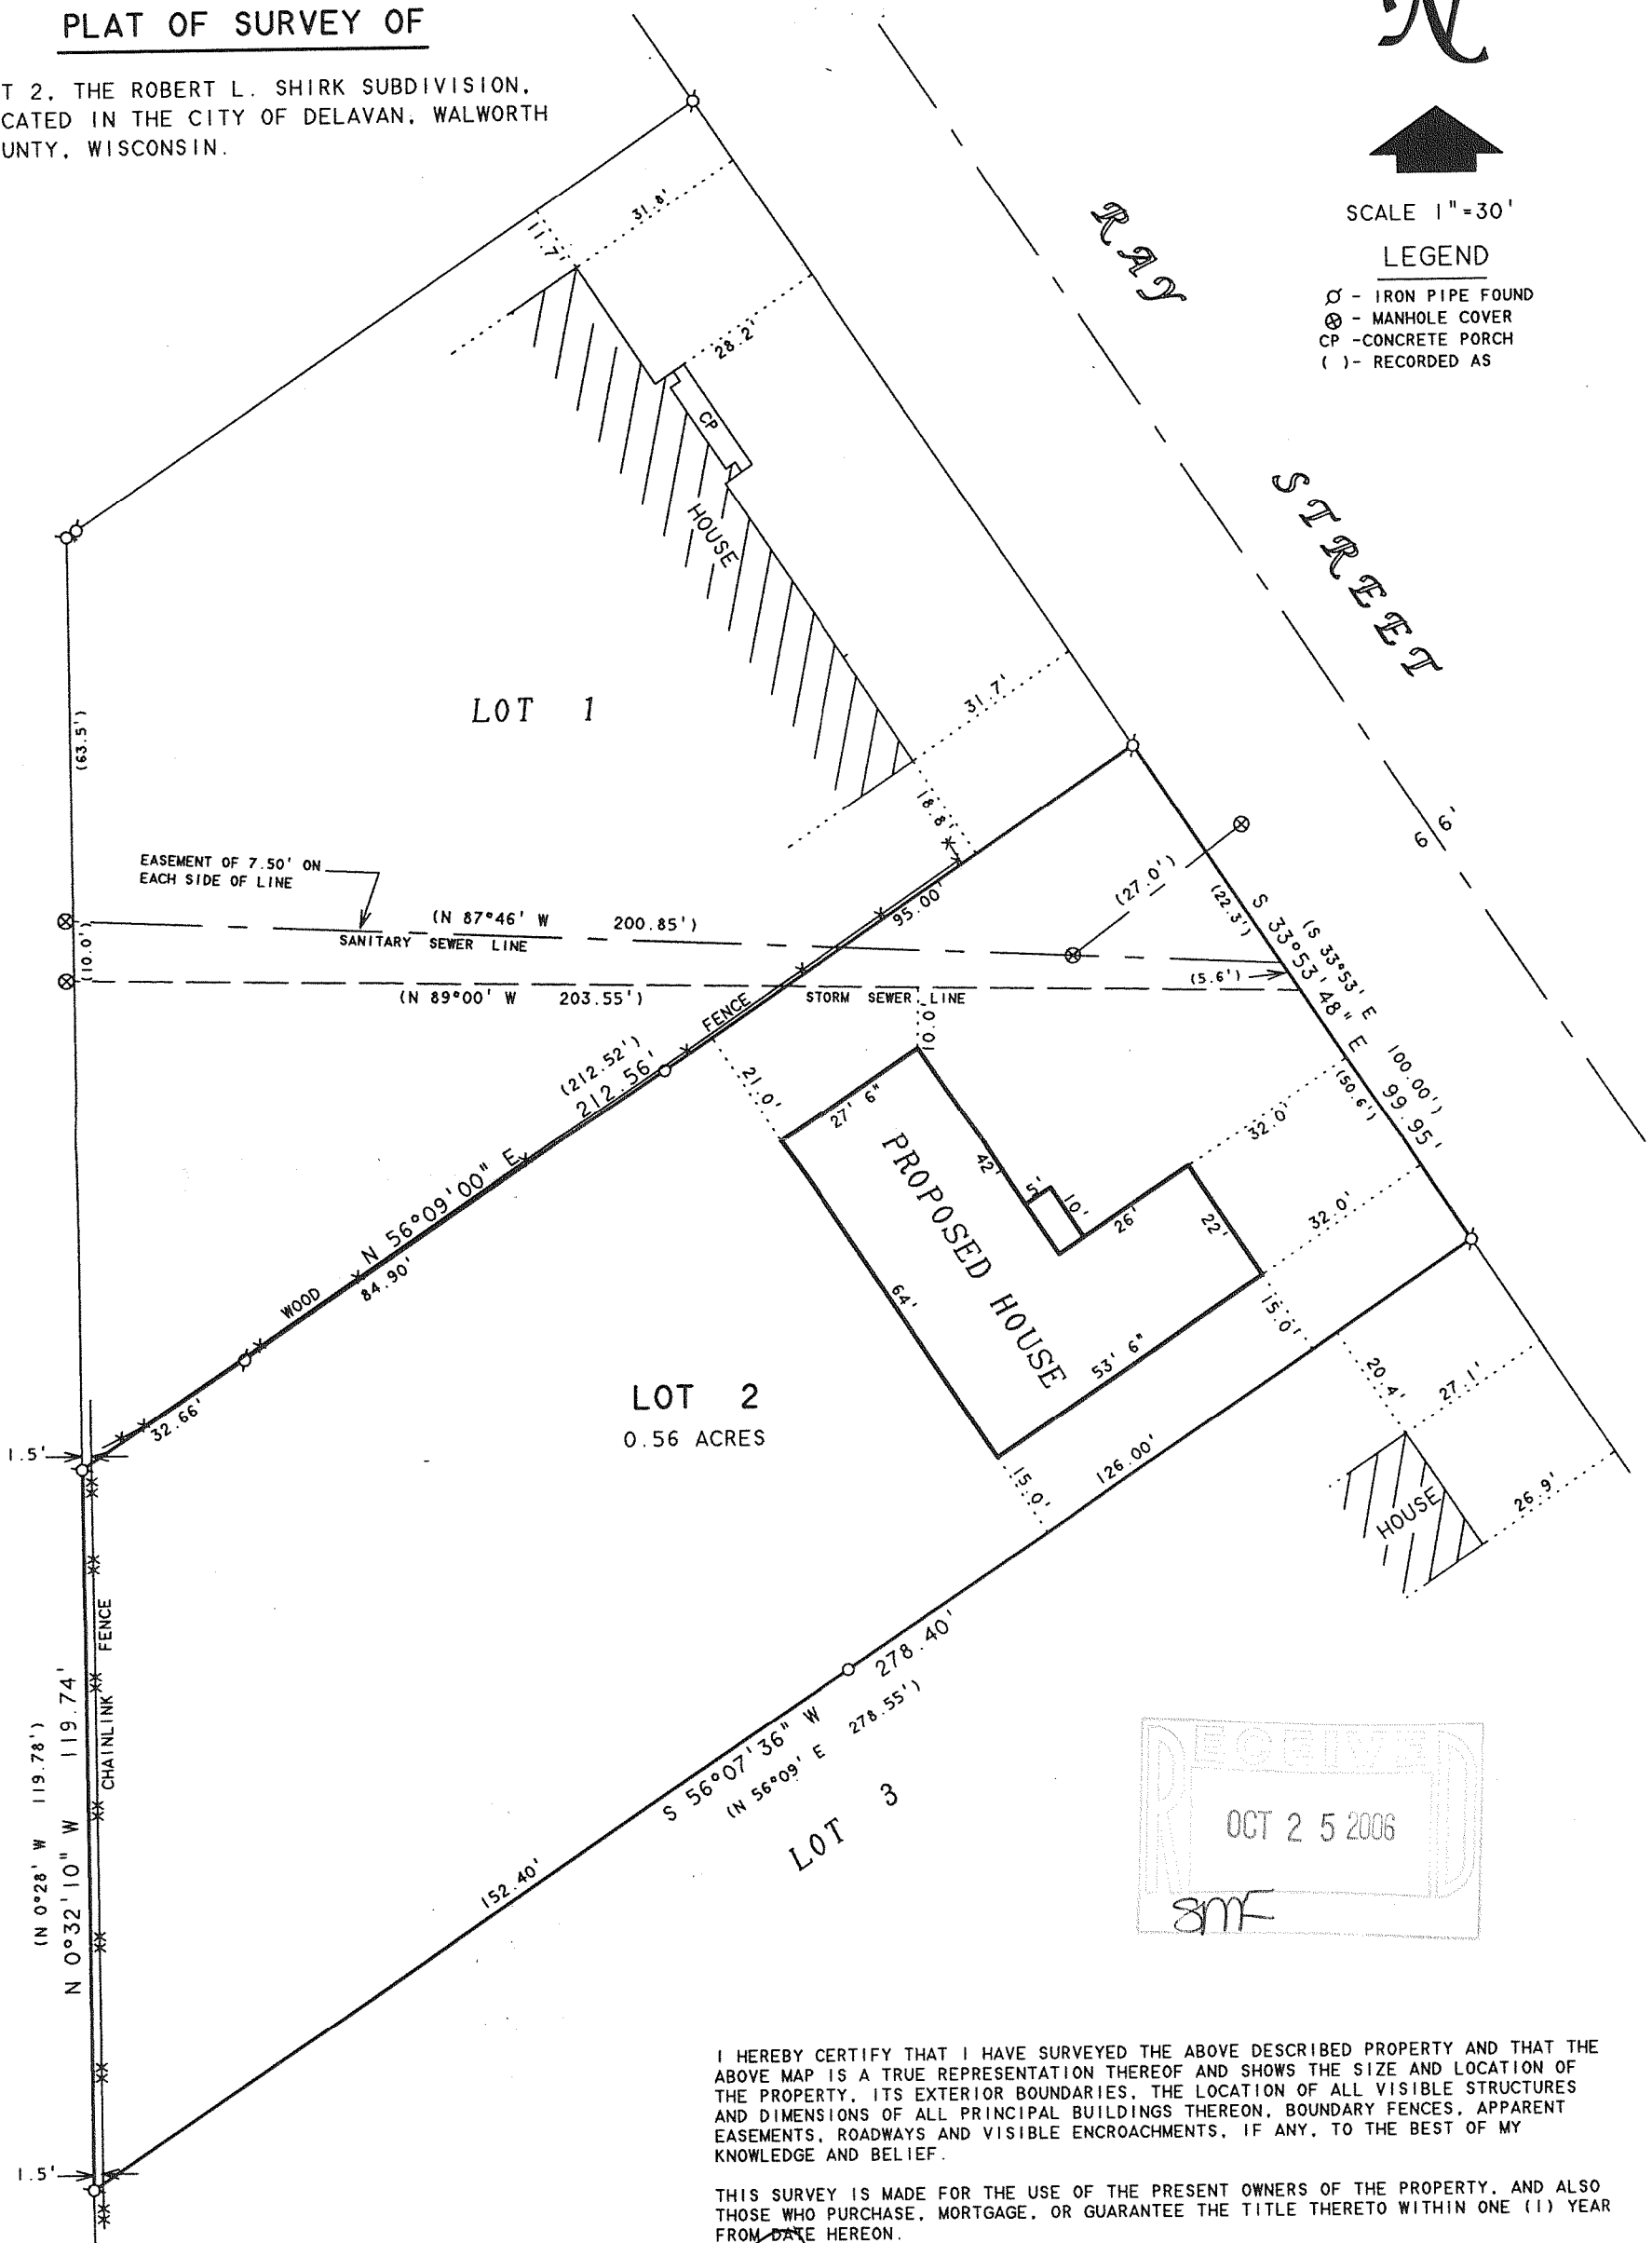 PLAT OF SURVEY OF
T 2, THE ROBERT L. SHIRK SUBDIVISION,
CATED IN THE CITY OF DELAVAN, WALWORTH
UNTY, WISCONSIN.
N
SCALE 1"=30'
LEGEND
- IRON PIPE FOUND
- MANHOLE COVER
CP -CONCRETE PORCH
( )- RECORDED AS
RAY STREET
66'
31.8'
11.7'
28.2'
CP
HOUSE
LOT 1
(63.5')
31.7'
18.8'
EASEMENT OF 7.50' ON
EACH SIDE OF LINE
(N 87°46' W 200.85')
SANITARY SEWER LINE
(10.0')
(N 89°00' W 203.55')
STORM SEWER LINE
95.00'
(27.0')
(22.3')
(5.6')
(S 33°53' E 100.00')
S 33°53'48" E 99.95'
(50.6')
FENCE
(212.52')
212.56'
N 56°09'00" E
84.90'
WOOD
32.66'
10.0'
21.0'
27' 6"
42'
5'
10'
26'
22'
32.0'
32.0'
PROPOSED HOUSE
64'
53' 6"
15.0'
15.0'
20.4'
27.1'
26.9'
HOUSE
LOT 2
0.56 ACRES
126.00'
1.5'
278.40'
S 56°07'36" W
(N 56°09' E 278.55')
152.40'
LOT 3
CHAINLINK FENCE
N 0°32'10" W 119.74'
(N 0°28' W 119.78')
1.5'
RECEIVED
OCT 25 2006
SMF
I HEREBY CERTIFY THAT I HAVE SURVEYED THE ABOVE DESCRIBED PROPERTY AND THAT THE
ABOVE MAP IS A TRUE REPRESENTATION THEREOF AND SHOWS THE SIZE AND LOCATION OF
THE PROPERTY, ITS EXTERIOR BOUNDARIES, THE LOCATION OF ALL VISIBLE STRUCTURES
AND DIMENSIONS OF ALL PRINCIPAL BUILDINGS THEREON, BOUNDARY FENCES, APPARENT
EASEMENTS, ROADWAYS AND VISIBLE ENCROACHMENTS, IF ANY, TO THE BEST OF MY
KNOWLEDGE AND BELIEF.
THIS SURVEY IS MADE FOR THE USE OF THE PRESENT OWNERS OF THE PROPERTY, AND ALSO
THOSE WHO PURCHASE, MORTGAGE, OR GUARANTEE THE TITLE THERETO WITHIN ONE (1) YEAR
FROM DATE HEREON.